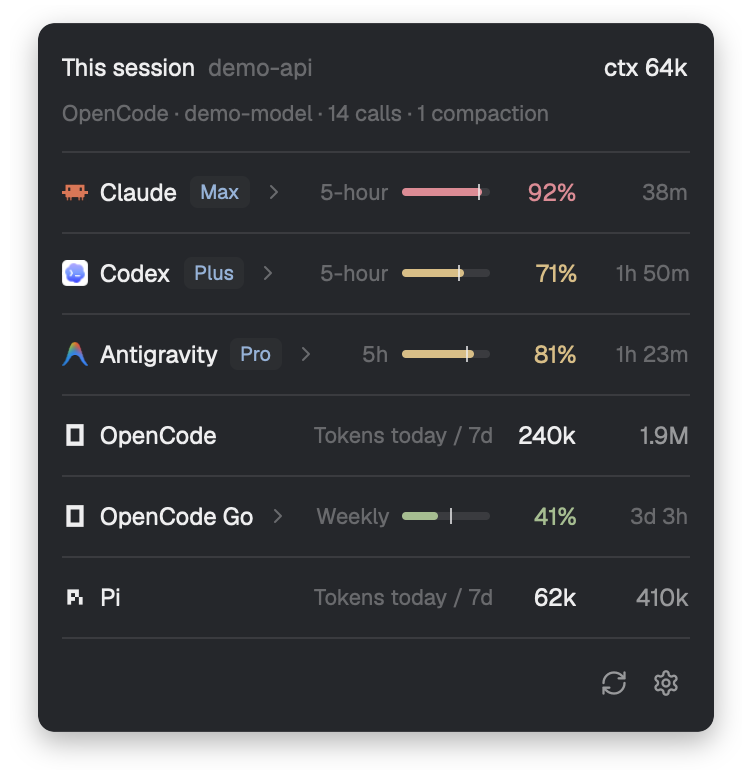 This session demo-api ctx 64k
OpenCode · demo-model · 14 calls · 1 compaction
Claude Max 5-hour 92% 38m
Codex Plus 5-hour 71% 1h 50m
Antigravity Pro 5h 81% 1h 23m
OpenCode Tokens today / 7d 240k 1.9M
OpenCode Go Weekly 41% 3d 3h
Pi Tokens today / 7d 62k 410k